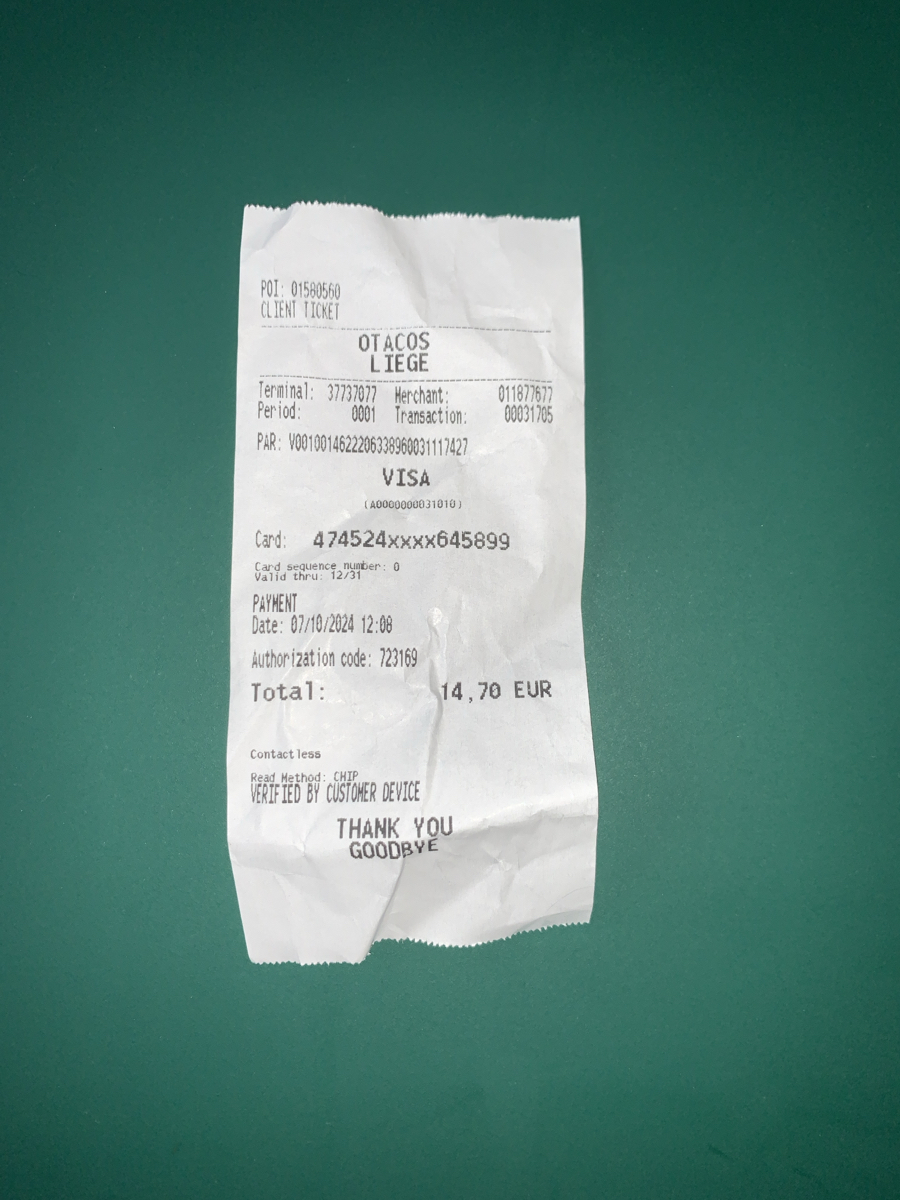 POI: 01580560
CLIENT TICKET
OTACOS
LIEGE
Terminal: 37737077 Merchant: 011877677
Period: 0001 Transaction: 00031705
PAR: V0010014622206338960031117427
VISA
(A0000000031010)
Card: 474524xxxx645899
Card sequence number: 0
Valid thru: 12/31
PAYMENT
Date: 07/10/2024 12:08
Authorization code: 723169
Total: 14,70 EUR
Contactless
Read Method: CHIP
VERIFIED BY CUSTOMER DEVICE
THANK YOU
GOODBYE